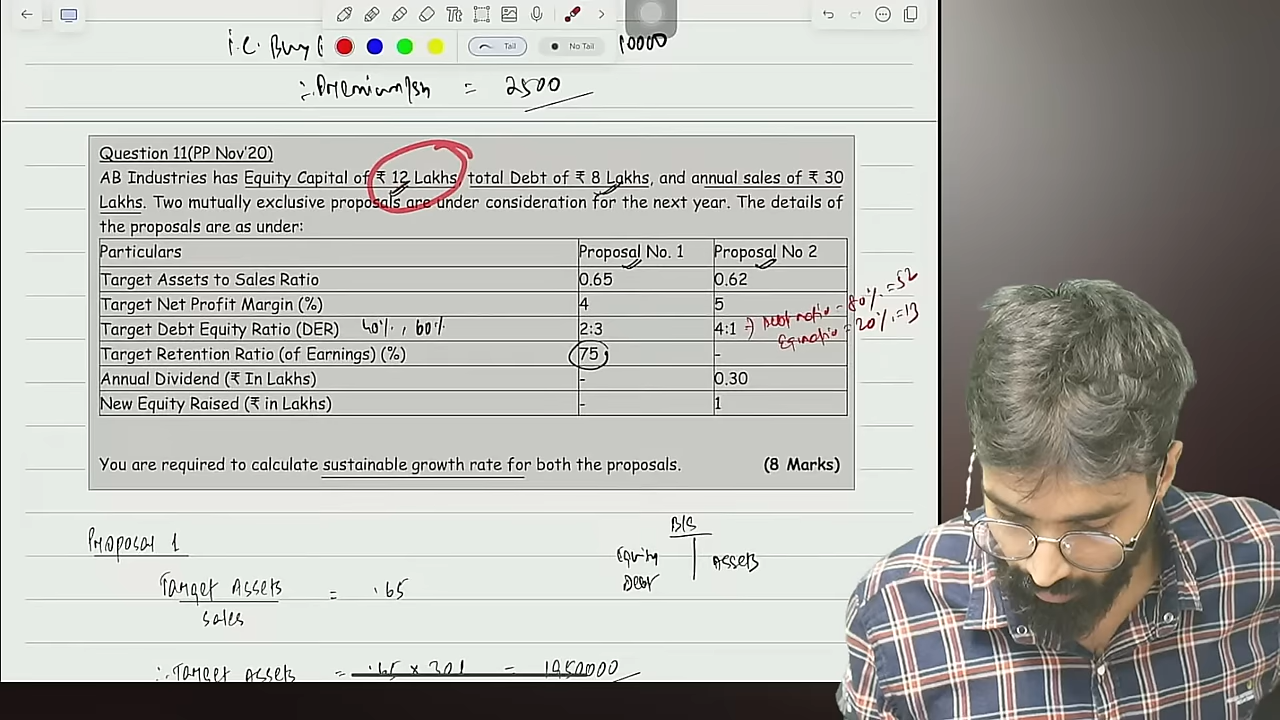 Tt
Tail
No Tail
i.e. Buy 10000
∴ Premium/sh = 2500
Question 11(PP Nov'20)
AB Industries has Equity Capital of ₹ 12 Lakhs, total Debt of ₹ 8 Lakhs, and annual sales of ₹ 30
Lakhs. Two mutually exclusive proposals are under consideration for the next year. The details of
the proposals are as under:
Particulars Proposal No. 1 Proposal No 2
Target Assets to Sales Ratio 0.65 0.62
Target Net Profit Margin (%) 4 5
Target Debt Equity Ratio (DER) 40%, 60% 2:3 4:1 → Debt ratio = 80% = 52
Eq. ratio = 20% = 13
Target Retention Ratio (of Earnings) (%) 75 -
Annual Dividend (₹ In Lakhs) - 0.30
New Equity Raised (₹ in Lakhs) - 1
You are required to calculate sustainable growth rate for both the proposals. (8 Marks)
Proposal 1
B/S
Equity Assets
Debt
Target Assets = .65
Sales
∴ Target Assets = .65 × 30L = 1950000